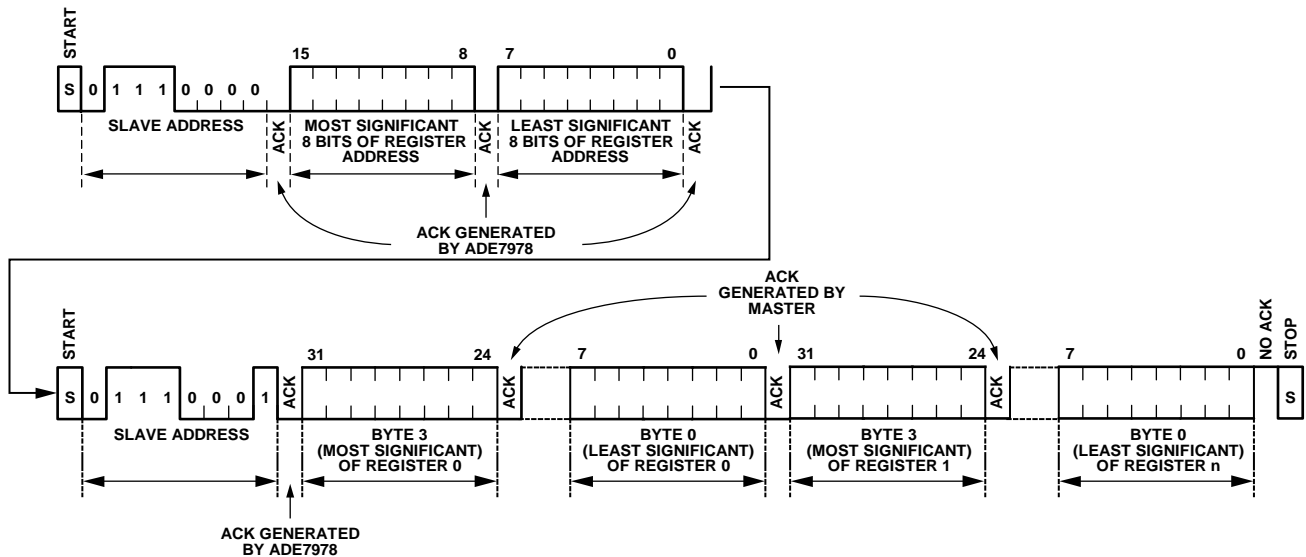 START
15 8 7 0
S 0 1 1 1 0 0 0 0
SLAVE ADDRESS
ACK
MOST SIGNIFICANT
8 BITS OF REGISTER
ADDRESS
ACK
LEAST SIGNIFICANT
8 BITS OF REGISTER
ADDRESS
ACK
ACK GENERATED
BY ADE7978
ACK
GENERATED BY
MASTER
START
31 24 7 0 31 24 7 0
NO ACK
STOP
S 0 1 1 1 0 0 0 1
S
SLAVE ADDRESS
ACK
BYTE 3
(MOST SIGNIFICANT)
OF REGISTER 0
ACK
BYTE 0
(LEAST SIGNIFICANT)
OF REGISTER 0
ACK
BYTE 3
(MOST SIGNIFICANT)
OF REGISTER 1
ACK
BYTE 0
(LEAST SIGNIFICANT)
OF REGISTER n
ACK GENERATED
BY ADE7978